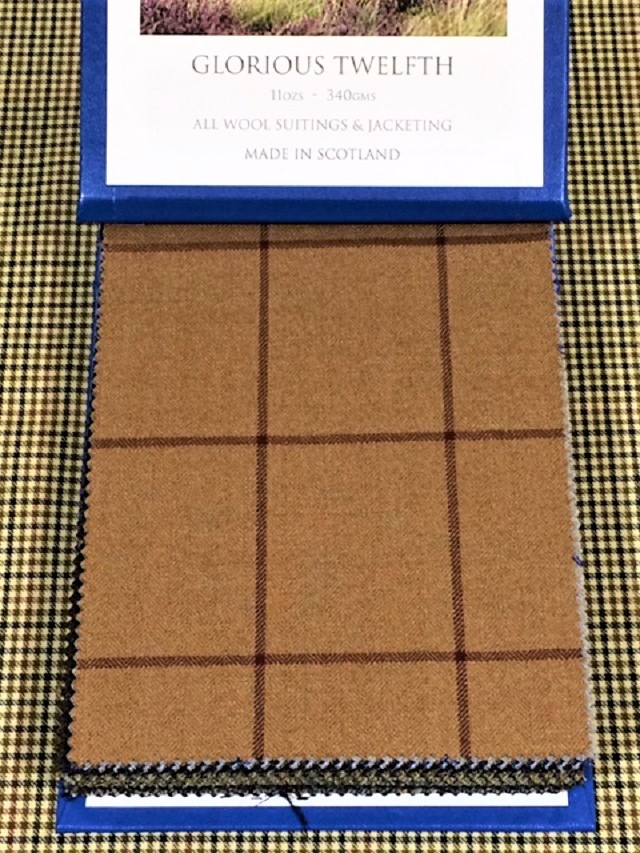 GLORIOUS TWELFTH
11OZS - 340GMS
ALL WOOL SUITINGS & JACKETING
MADE IN SCOTLAND